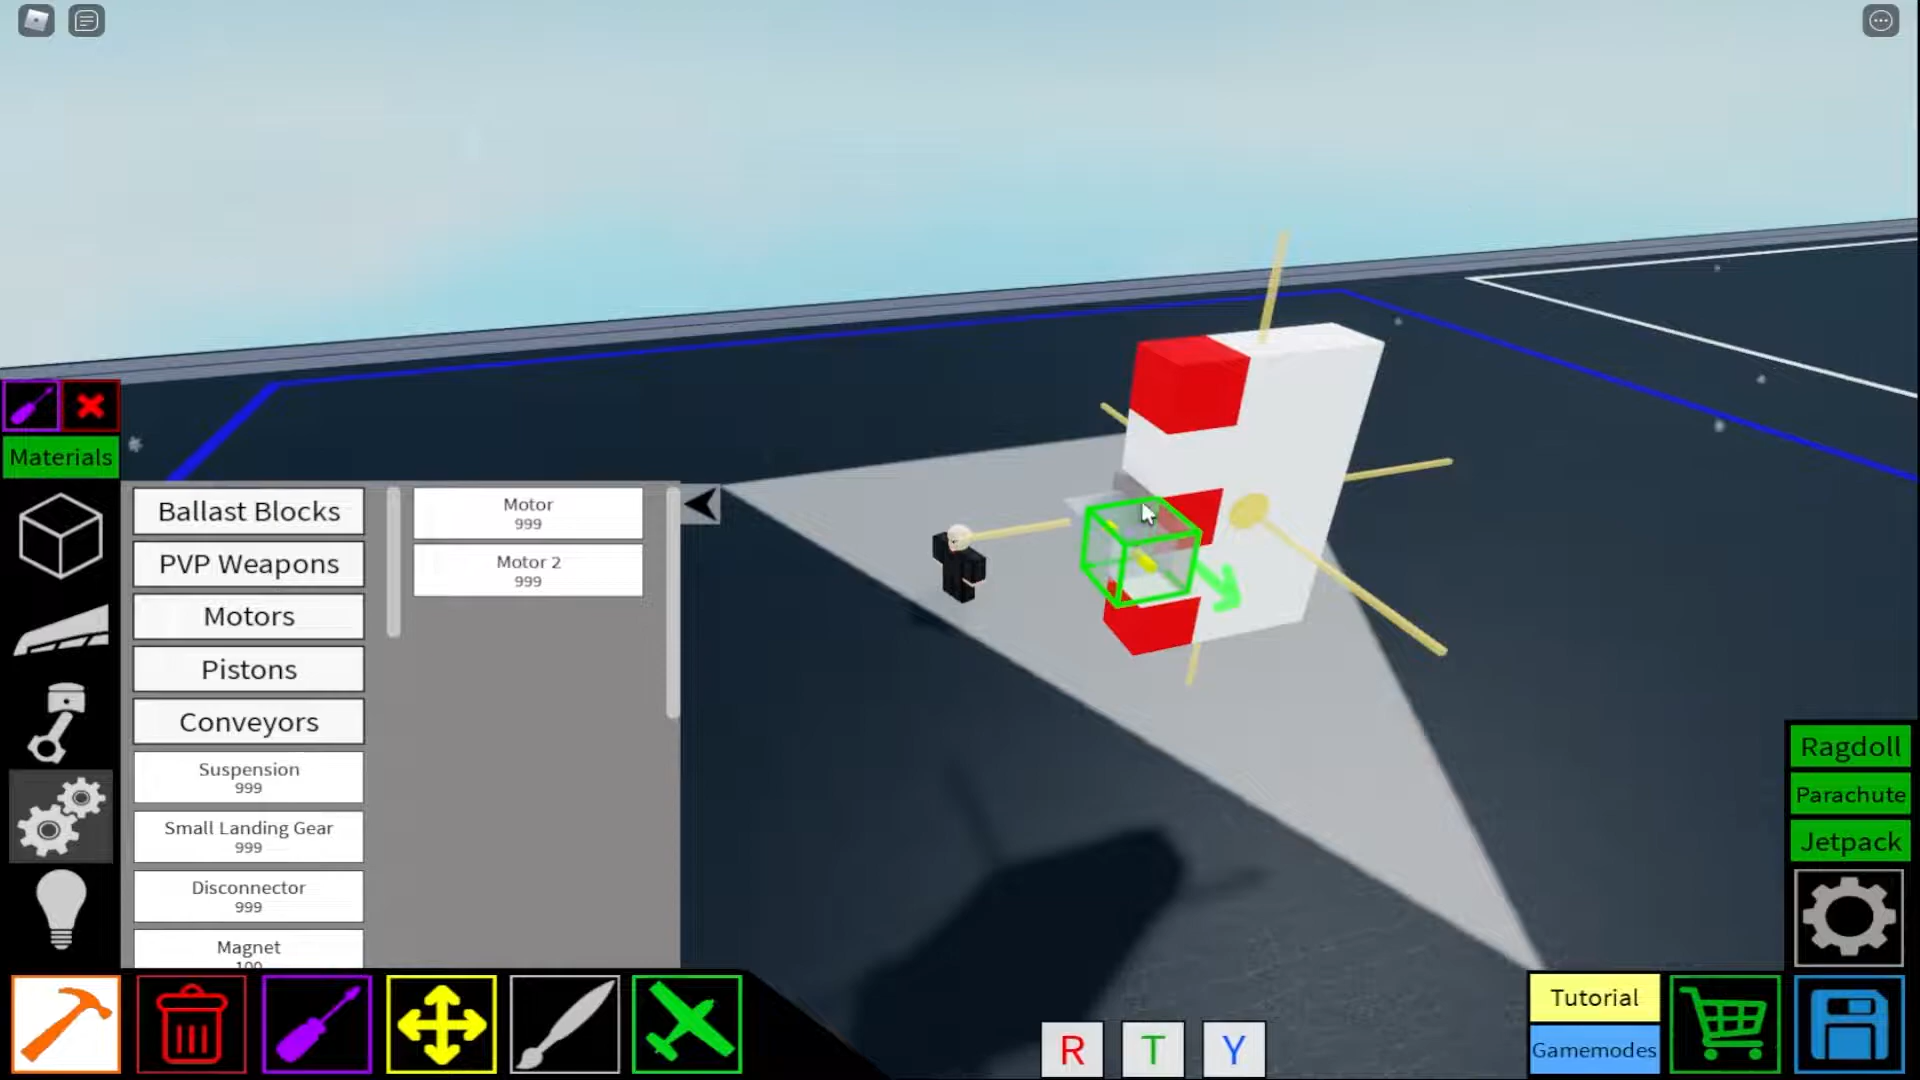 Materials
Ballast Blocks
PVP Weapons
Motors
Pistons
Conveyors
Suspension
999
Small Landing Gear
999
Disconnector
999
Magnet
100
Motor
999
Motor 2
999
Ragdoll
Parachute
Jetpack
Tutorial
Gamemodes
R T Y